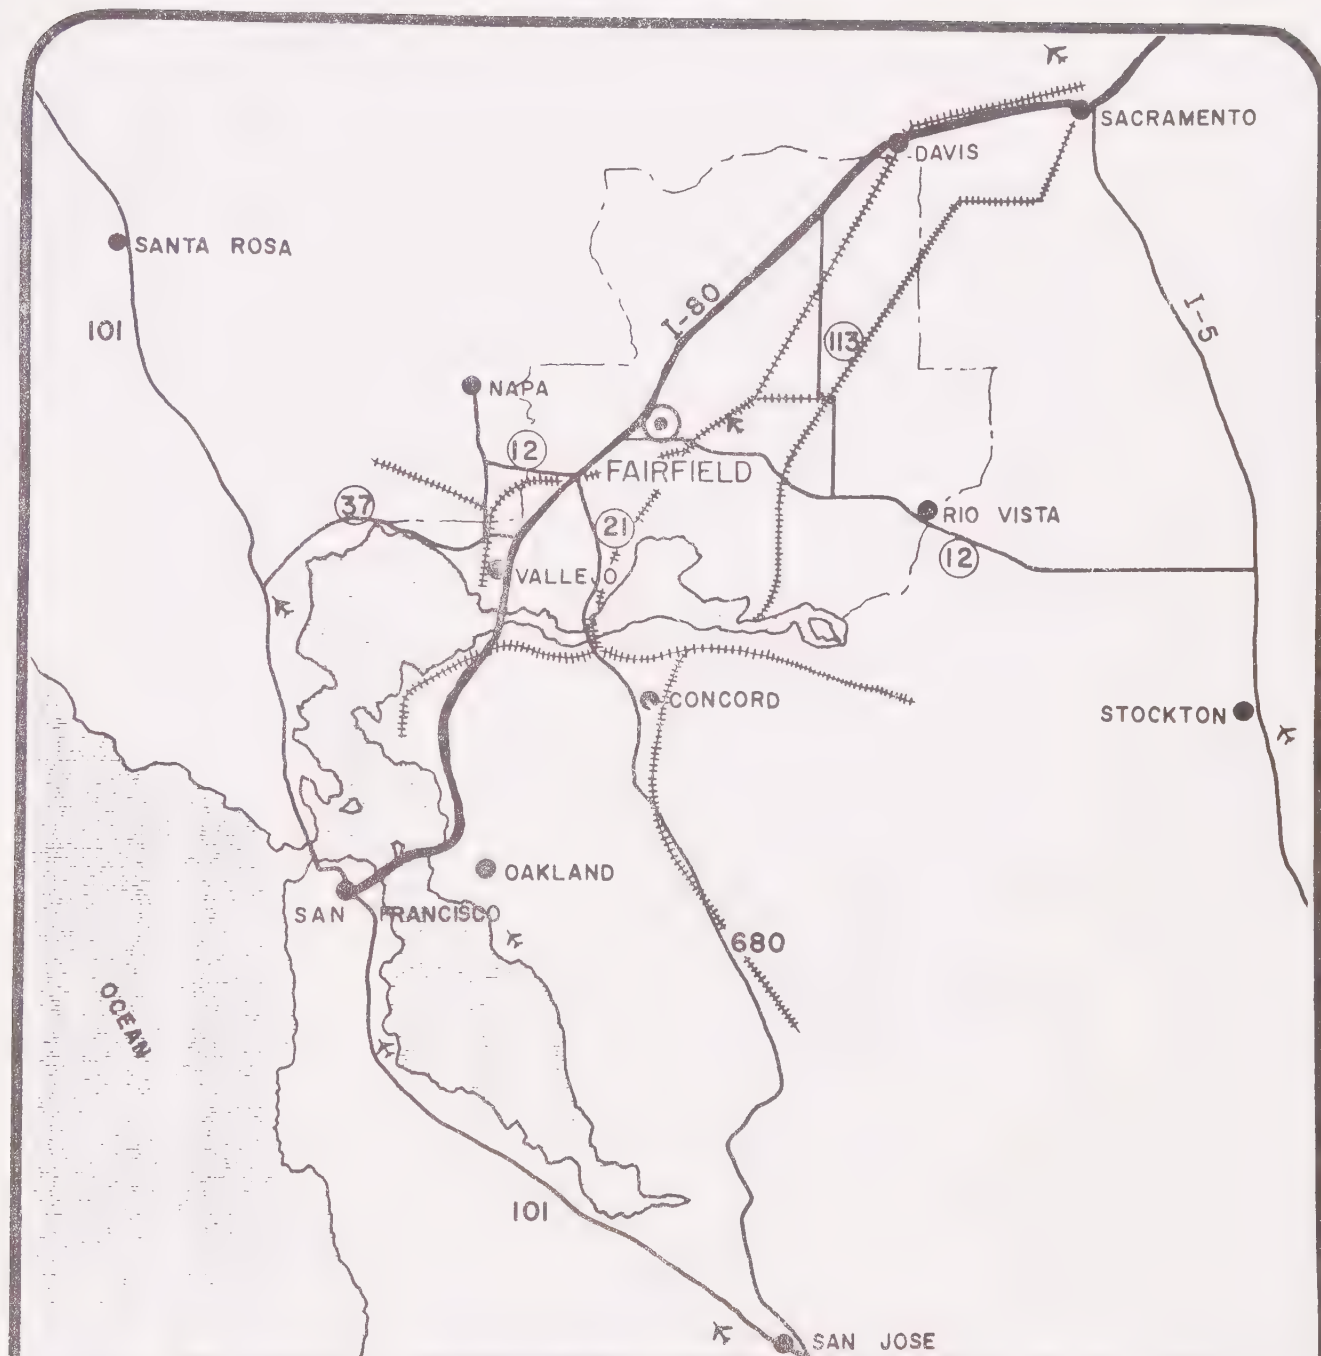 SACRAMENTO
DAVIS
SANTA ROSA
I-80
I-5
101
113
NAPA
12
FAIRFIELD
37
21
RIO VISTA
12
VALLEJO
CONCORD
STOCKTON
OAKLAND
SAN FRANCISCO
680
OCEAN
101
SAN JOSE